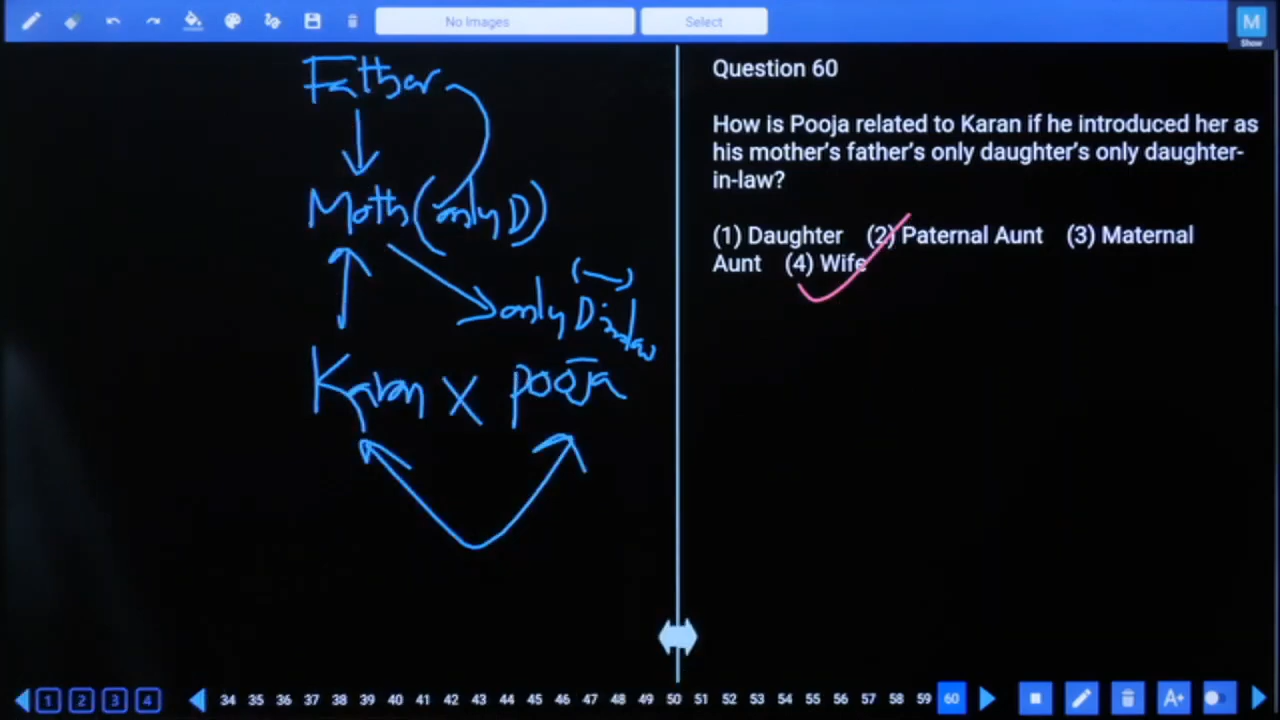 No Images
Select
M
Show
Father
Moth (only D)
only D in law
Karan X pooja
Question 60
How is Pooja related to Karan if he introduced her as
his mother's father's only daughter's only daughter-
in-law?
(1) Daughter (2) Paternal Aunt (3) Maternal
Aunt (4) Wife
1 2 3 4 34 35 36 37 38 39 40 41 42 43 44 45 46 47 48 49 50 51 52 53 54 55 56 57 58 59 60 A+